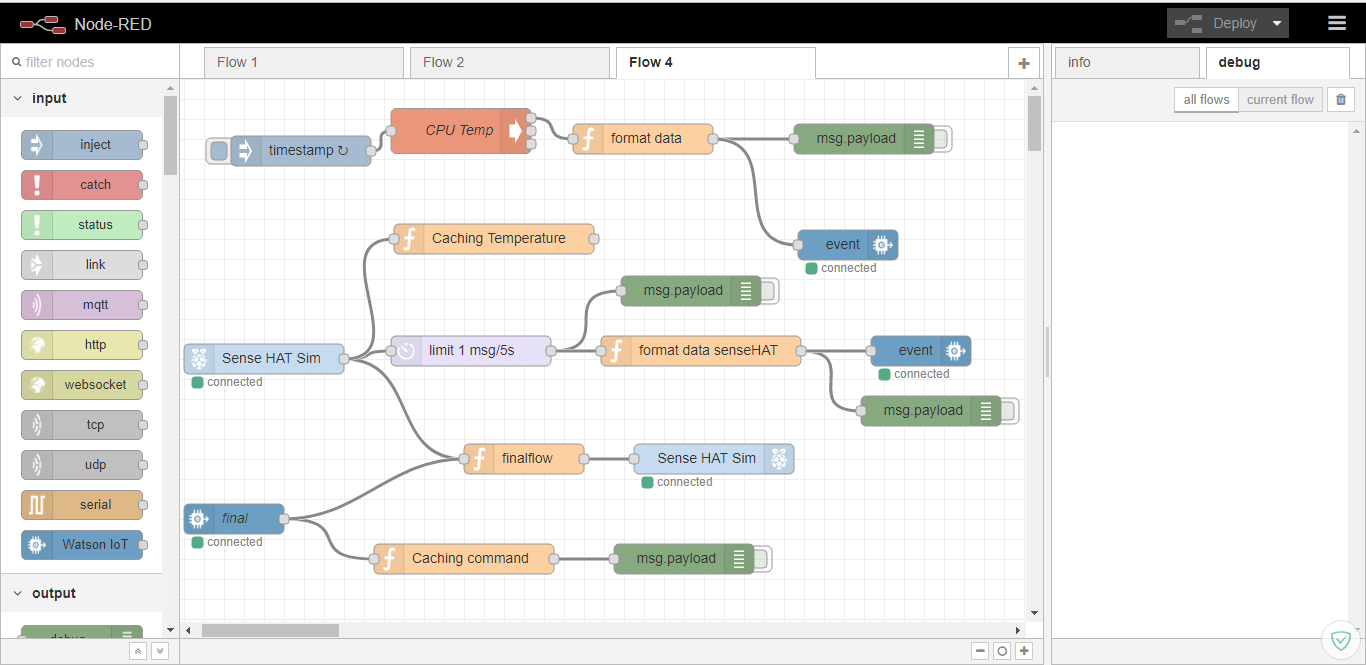 Node-RED
Deploy
filter nodes
Flow 1
Flow 2
Flow 4
info
debug
all flows
current flow
input
inject
catch
status
link
mqtt
http
websocket
tcp
udp
serial
Watson IoT
output
debug
timestamp ↻
CPU Temp
format data
msg.payload
event
connected
Caching Temperature
msg.payload
Sense HAT Sim
connected
limit 1 msg/5s
format data senseHAT
event
connected
msg.payload
finalflow
Sense HAT Sim
connected
final
connected
Caching command
msg.payload